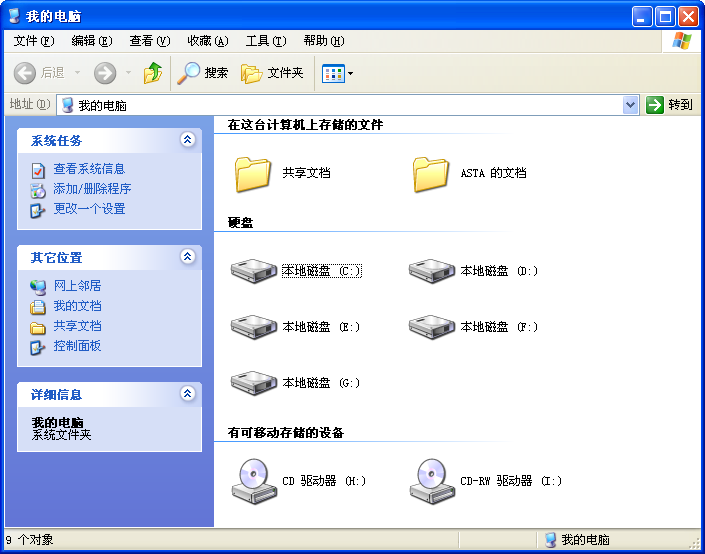 我的电脑
文件(F) 编辑(E) 查看(V) 收藏(A) 工具(T) 帮助(H)
后退 搜索 文件夹
地址(D) 我的电脑 转到
系统任务
查看系统信息
添加/删除程序
更改一个设置
其它位置
网上邻居
我的文档
共享文档
控制面板
详细信息
我的电脑
系统文件夹
在这台计算机上存储的文件
共享文档 ASTA 的文档
硬盘
本地磁盘 (C:) 本地磁盘 (D:)
本地磁盘 (E:) 本地磁盘 (F:)
本地磁盘 (G:)
有可移动存储的设备
CD 驱动器 (H:) CD-RW 驱动器 (I:)
9 个对象 我的电脑